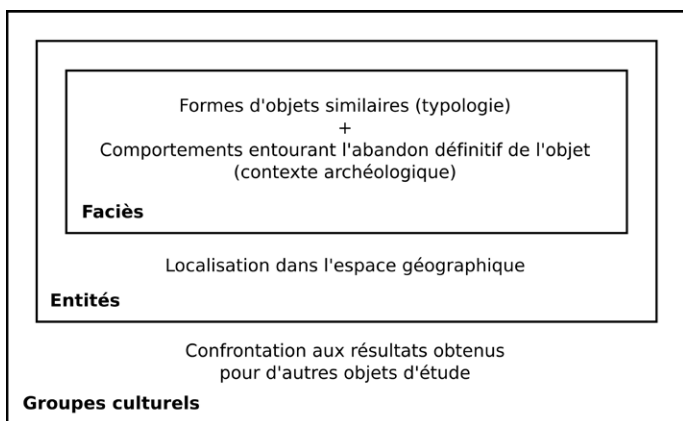 Formes d'objets similaires (typologie)
+
Comportements entourant l'abandon définitif de l'objet
(contexte archéologique)
Faciès
Localisation dans l'espace géographique
Entités
Confrontation aux résultats obtenus
pour d'autres objets d'étude
Groupes culturels